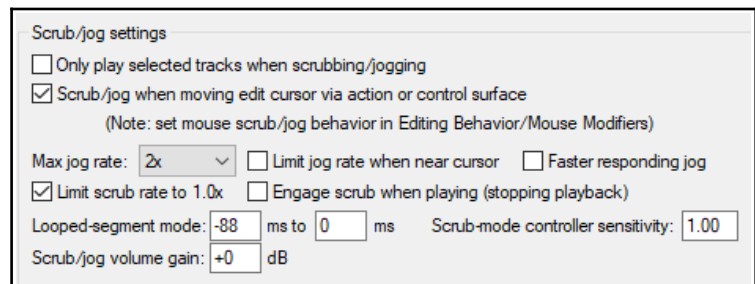 Scrub/jog settings
Only play selected tracks when scrubbing/jogging
Scrub/jog when moving edit cursor via action or control surface
(Note: set mouse scrub/jog behavior in Editing Behavior/Mouse Modifiers)
Max jog rate: 2x Limit jog rate when near cursor Faster responding jog
Limit scrub rate to 1.0x Engage scrub when playing (stopping playback)
Looped-segment mode: -88 ms to 0 ms Scrub-mode controller sensitivity: 1.00
Scrub/jog volume gain: +0 dB